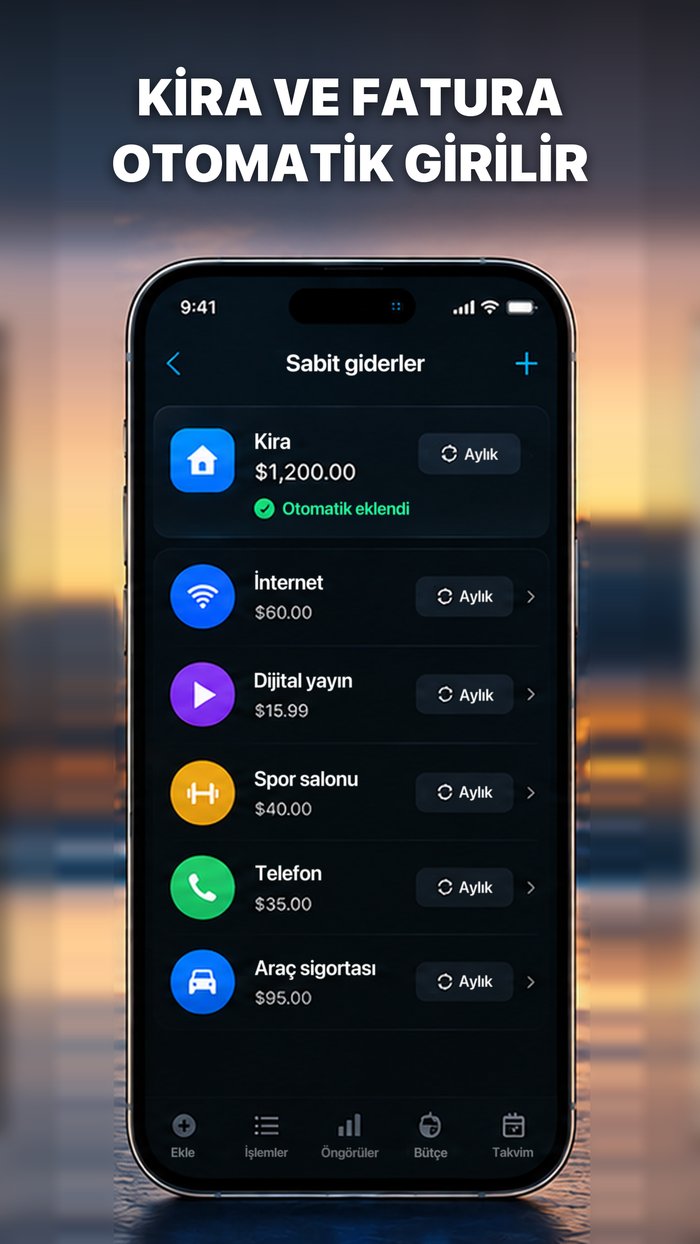 KİRA VE FATURA
OTOMATİK GİRİLİR
9:41
Sabit giderler
Kira
$1,200.00
Aylık
Otomatik eklendi
İnternet
$60.00
Aylık
Dijital yayın
$15.99
Aylık
Spor salonu
$40.00
Aylık
Telefon
$35.00
Aylık
Araç sigortası
$95.00
Aylık
Ekle
İşlemler
Öngörüler
Bütçe
Takvim